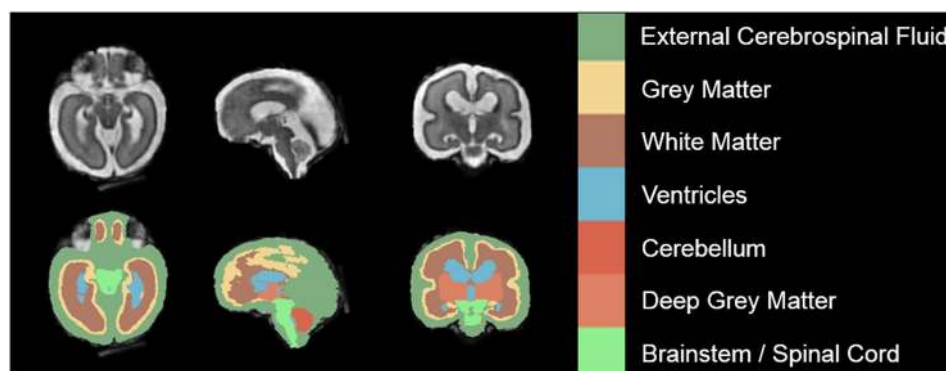 External Cerebrospinal Fluid
Grey Matter
White Matter
Ventricles
Cerebellum
Deep Grey Matter
Brainstem / Spinal Cord